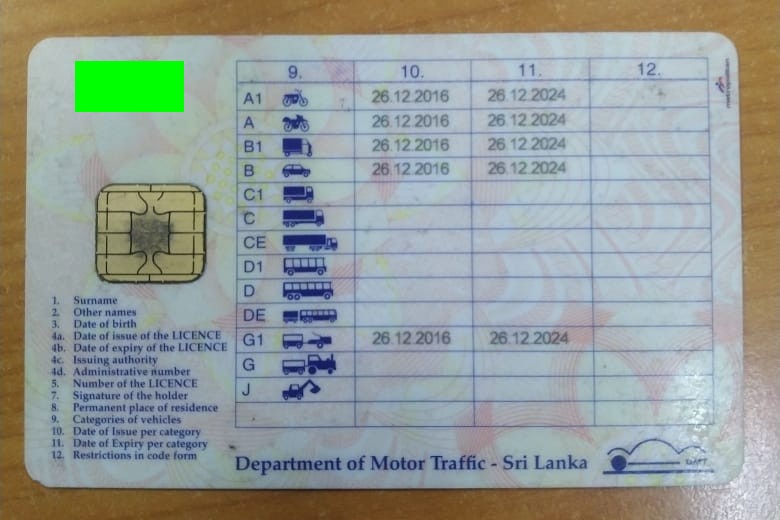 9. 10. 11. 12.
A1 26.12.2016 26.12.2024
A 26.12.2016 26.12.2024
B1 26.12.2016 26.12.2024
B 26.12.2016 26.12.2024
C1
C
CE
D1
D
DE
G1 26.12.2016 26.12.2024
G
J
1. Surname
2. Other names
3. Date of birth
4a. Date of issue of the LICENCE
4b. Date of expiry of the LICENCE
4c. Issuing authority
4d. Administrative number
5. Number of the LICENCE
7. Signature of the holder
8. Permanent place of residence
9. Categories of vehicles
10. Date of Issue per category
11. Date of Expiry per category
12. Restrictions in code form
Department of Motor Traffic - Sri Lanka
DMT